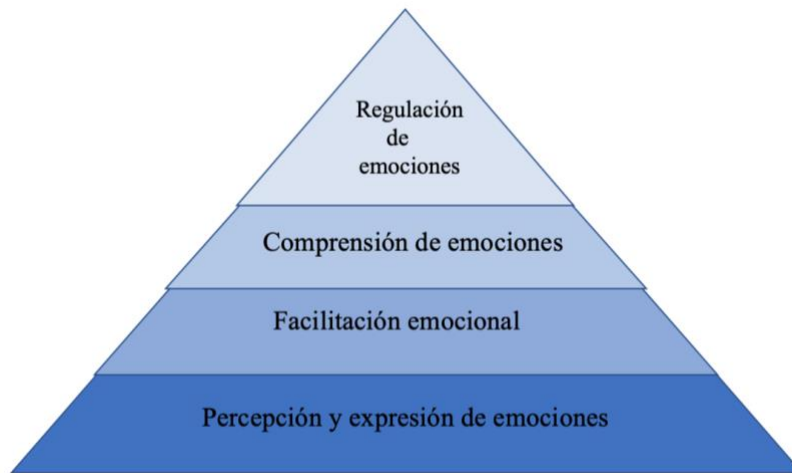 Regulación
de
emociones
Comprensión de emociones
Facilitación emocional
Percepción y expresión de emociones